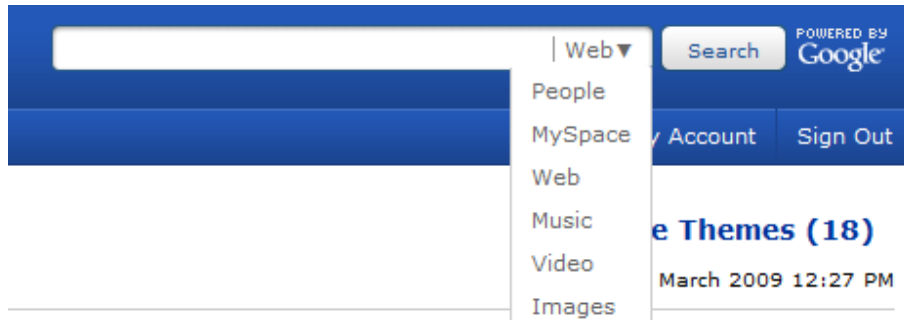 | Web▼ Search POWERED BY Google
People
MySpace
Account Sign Out
Web
Music
Themes (18)
Video
March 2009 12:27 PM
Images